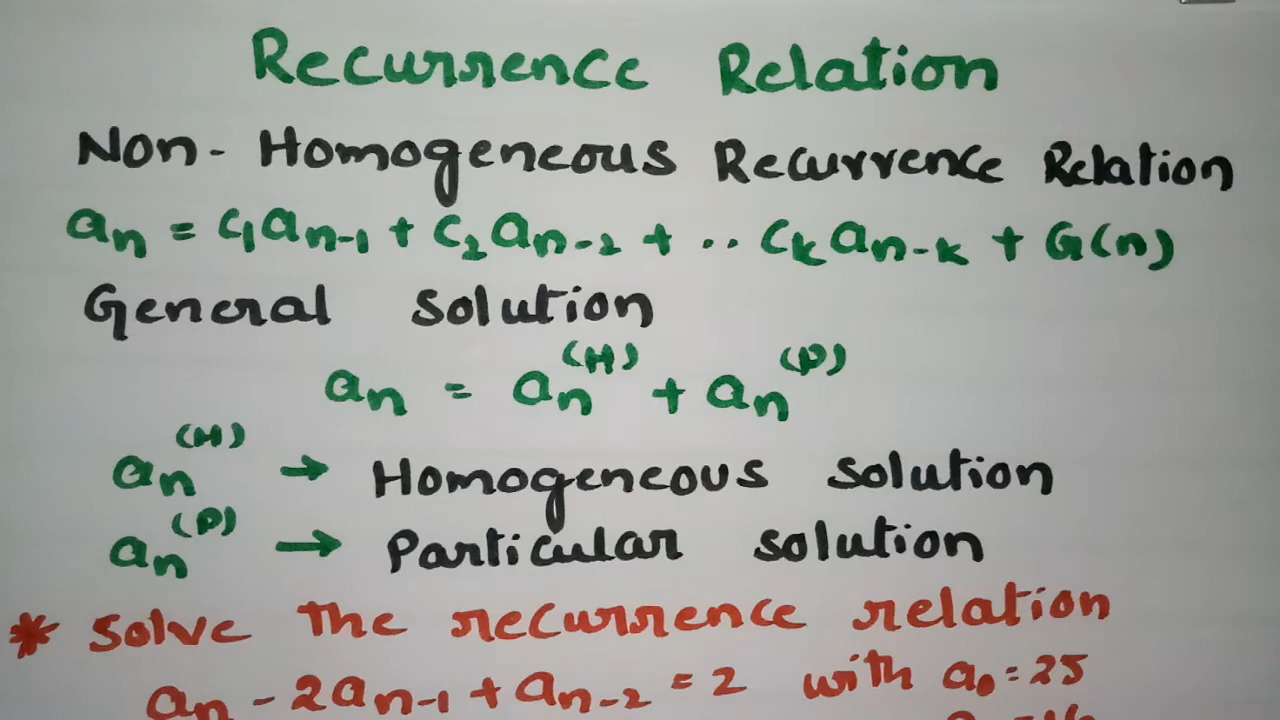 Recurrence Relation
Non-Homogeneous Recurrence Relation
aₙ = c₁aₙ₋₁ + c₂aₙ₋₂ + .. cₖaₙ₋ₖ + G(n)
General solution
aₙ = aₙ⁽ᴴ⁾ + aₙ⁽ᴾ⁾
aₙ⁽ᴴ⁾ → Homogeneous solution
aₙ⁽ᴾ⁾ → Particular solution
* Solve the recurrence relation
aₙ - 2aₙ₋₁ + aₙ₋₂ = 2 with a₀ = 25